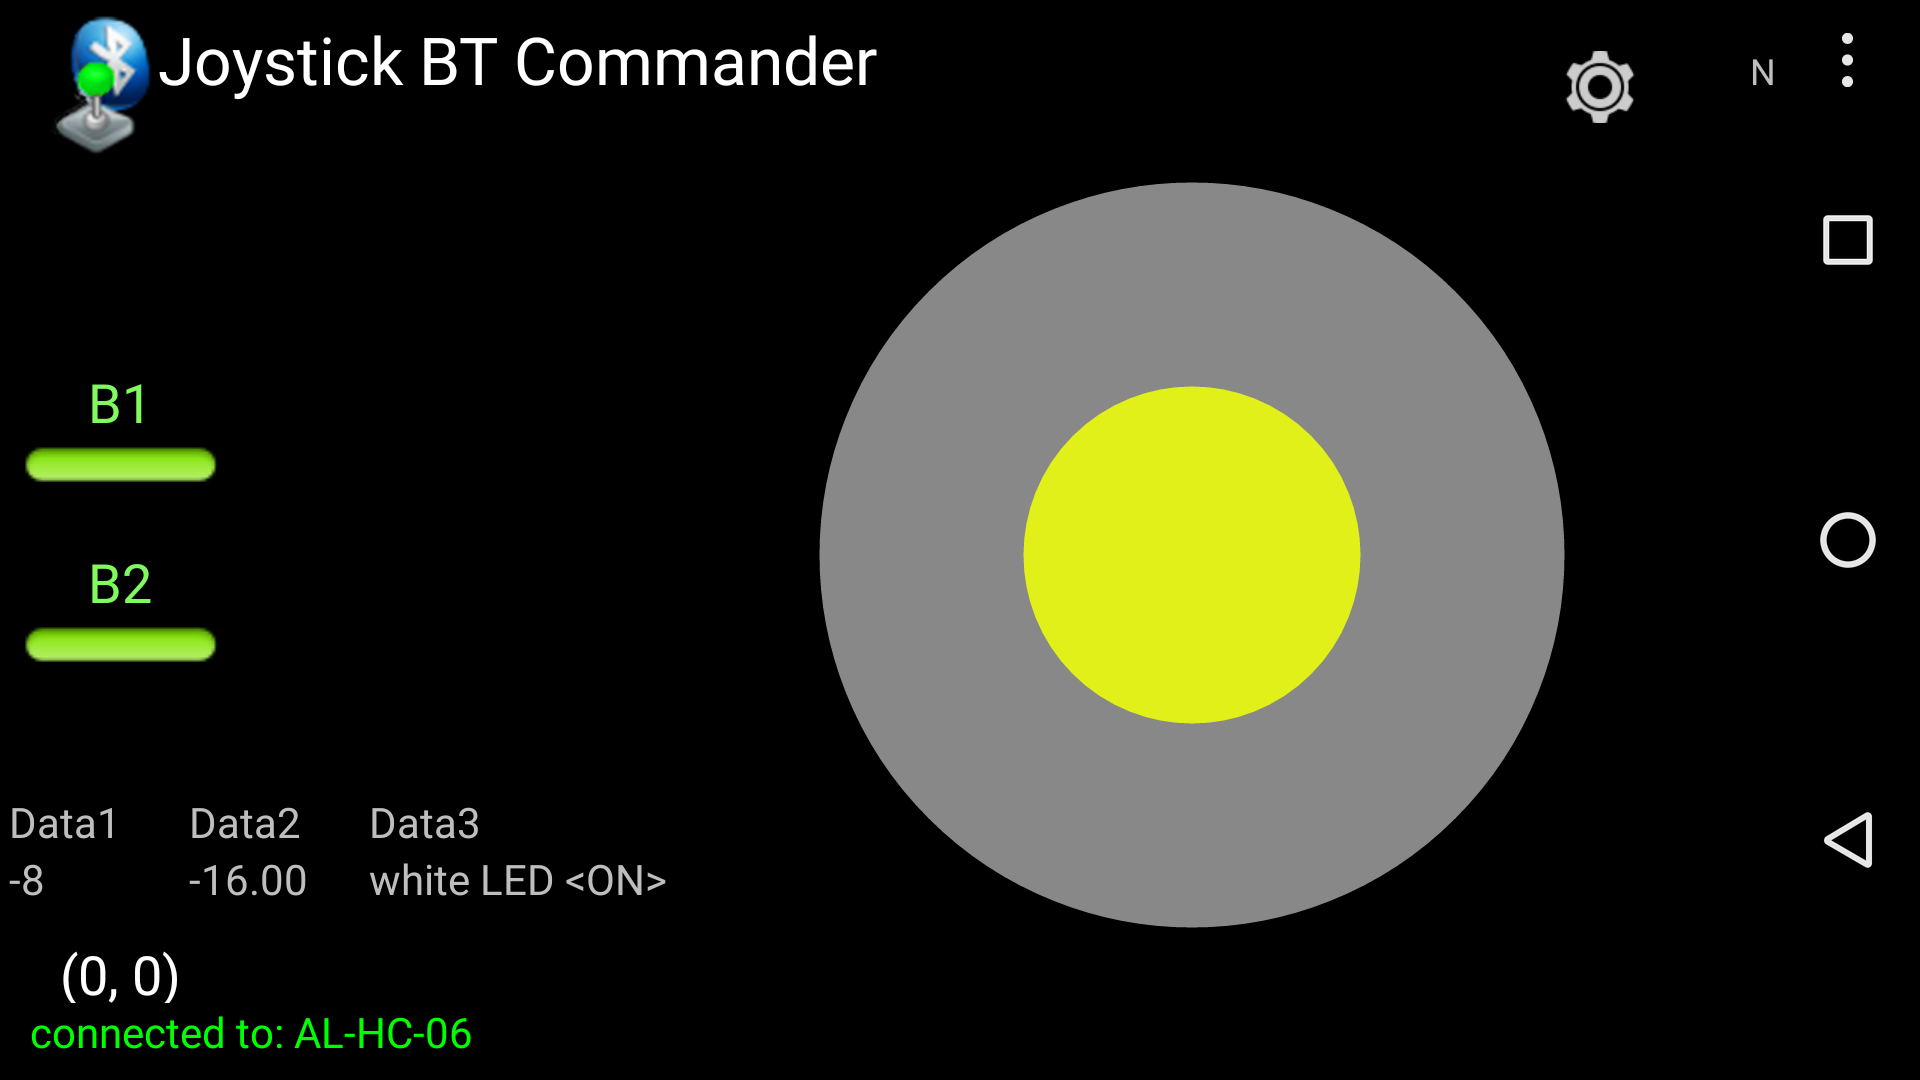 Joystick BT Commander
N
B1
B2
Data1 Data2 Data3
-8 -16.00 white LED <ON>
(0, 0)
connected to: AL-HC-06